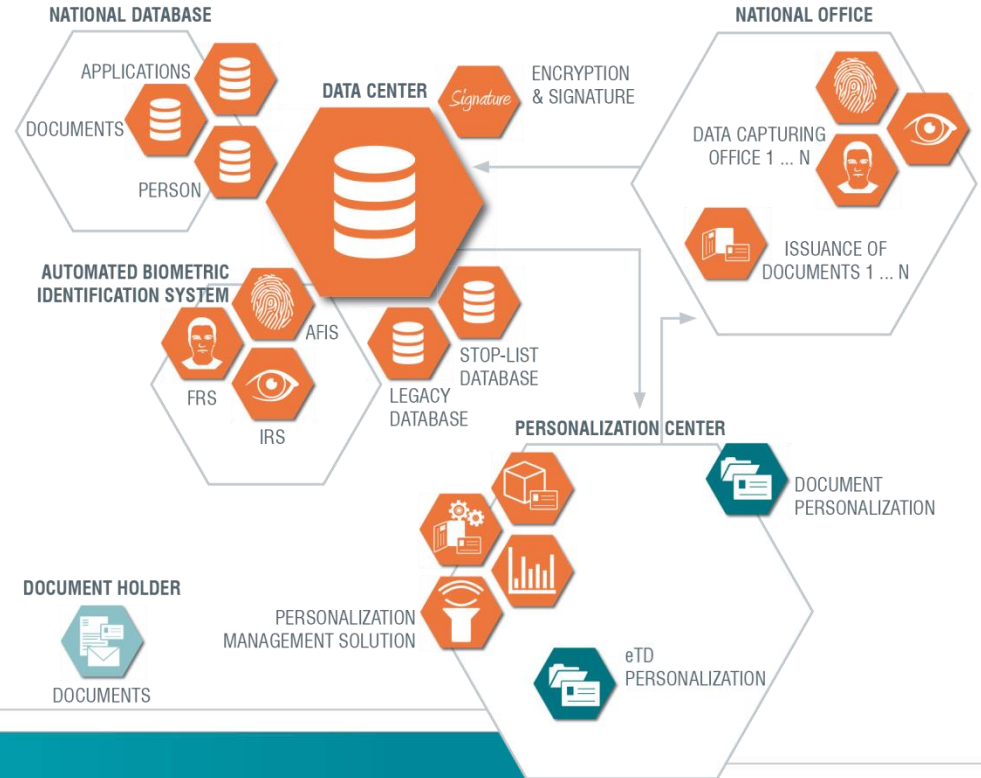 NATIONAL DATABASE
APPLICATIONS
DOCUMENTS
PERSON
DATA CENTER
Signature
ENCRYPTION
& SIGNATURE
NATIONAL OFFICE
DATA CAPTURING
OFFICE 1 ... N
ISSUANCE OF
DOCUMENTS 1 ... N
AUTOMATED BIOMETRIC
IDENTIFICATION SYSTEM
AFIS
FRS
IRS
STOP-LIST
DATABASE
LEGACY
DATABASE
PERSONALIZATION CENTER
DOCUMENT
PERSONALIZATION
PERSONALIZATION
MANAGEMENT SOLUTION
eTD
PERSONALIZATION
DOCUMENT HOLDER
DOCUMENTS